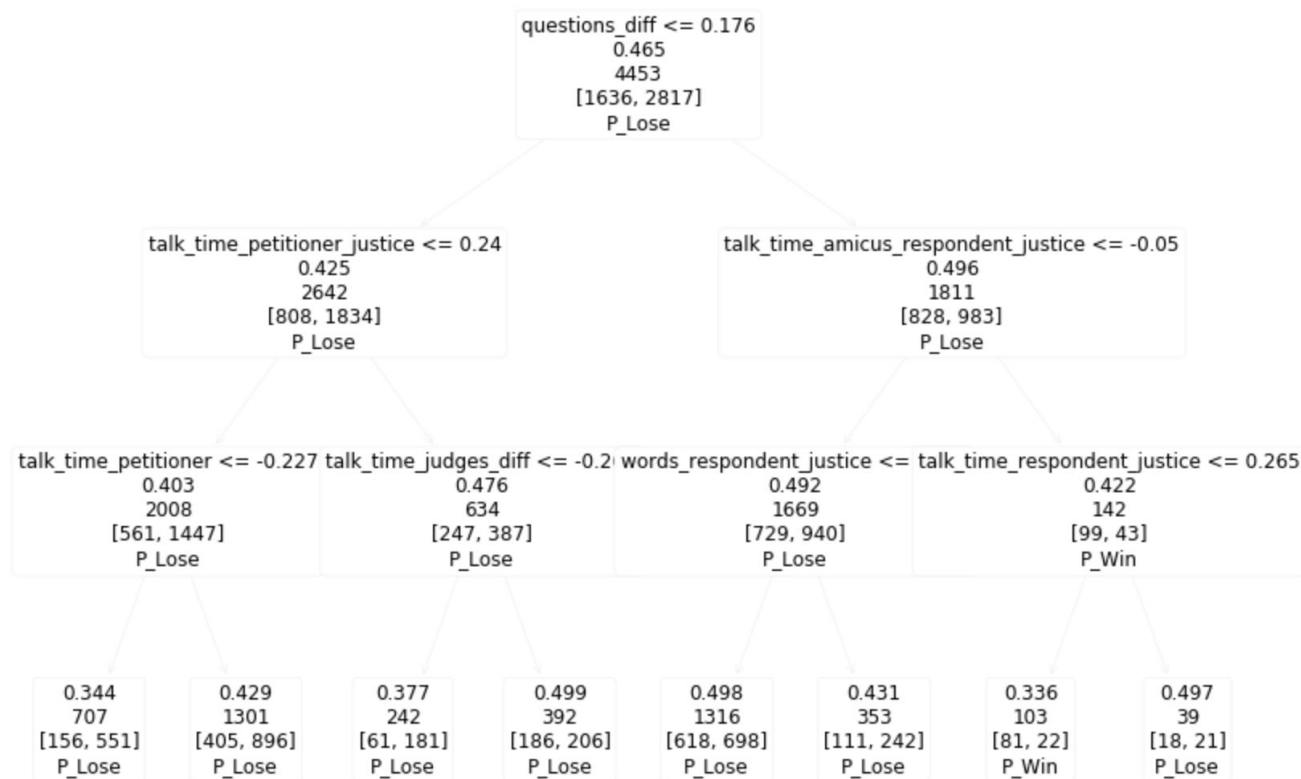 questions_diff <= 0.176
0.465
4453
[1636, 2817]
P_Lose
talk_time_petitioner_justice <= 0.24
0.425
2642
[808, 1834]
P_Lose
talk_time_amicus_respondent_justice <= -0.05
0.496
1811
[828, 983]
P_Lose
talk_time_petitioner <= -0.227
0.403
2008
[561, 1447]
P_Lose
talk_time_judges_diff <= -0.2
0.476
634
[247, 387]
P_Lose
words_respondent_justice <=
0.492
1669
[729, 940]
P_Lose
talk_time_respondent_justice <= 0.265
0.422
142
[99, 43]
P_Win
0.344
707
[156, 551]
P_Lose
0.429
1301
[405, 896]
P_Lose
0.377
242
[61, 181]
P_Lose
0.499
392
[186, 206]
P_Lose
0.498
1316
[618, 698]
P_Lose
0.431
353
[111, 242]
P_Lose
0.336
103
[81, 22]
P_Win
0.497
39
[18, 21]
P_Lose